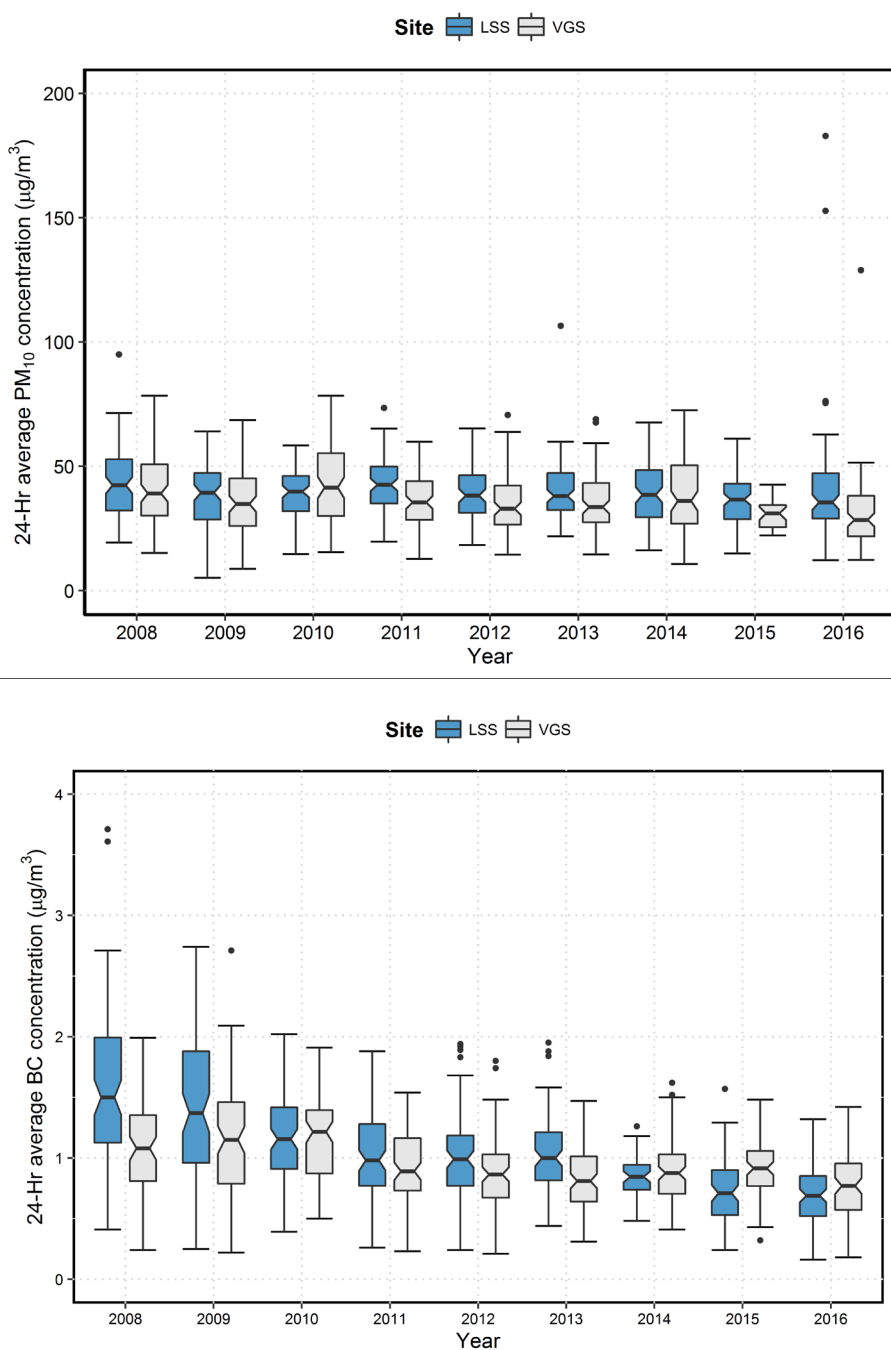 Site LSS VGS
24-Hr average PM₁₀ concentration (μg/m³)
200
150
100
50
0
2008 2009 2010 2011 2012 2013 2014 2015 2016
Year
Site LSS VGS
24-Hr average BC concentration (μg/m³)
4
3
2
1
0
2008 2009 2010 2011 2012 2013 2014 2015 2016
Year